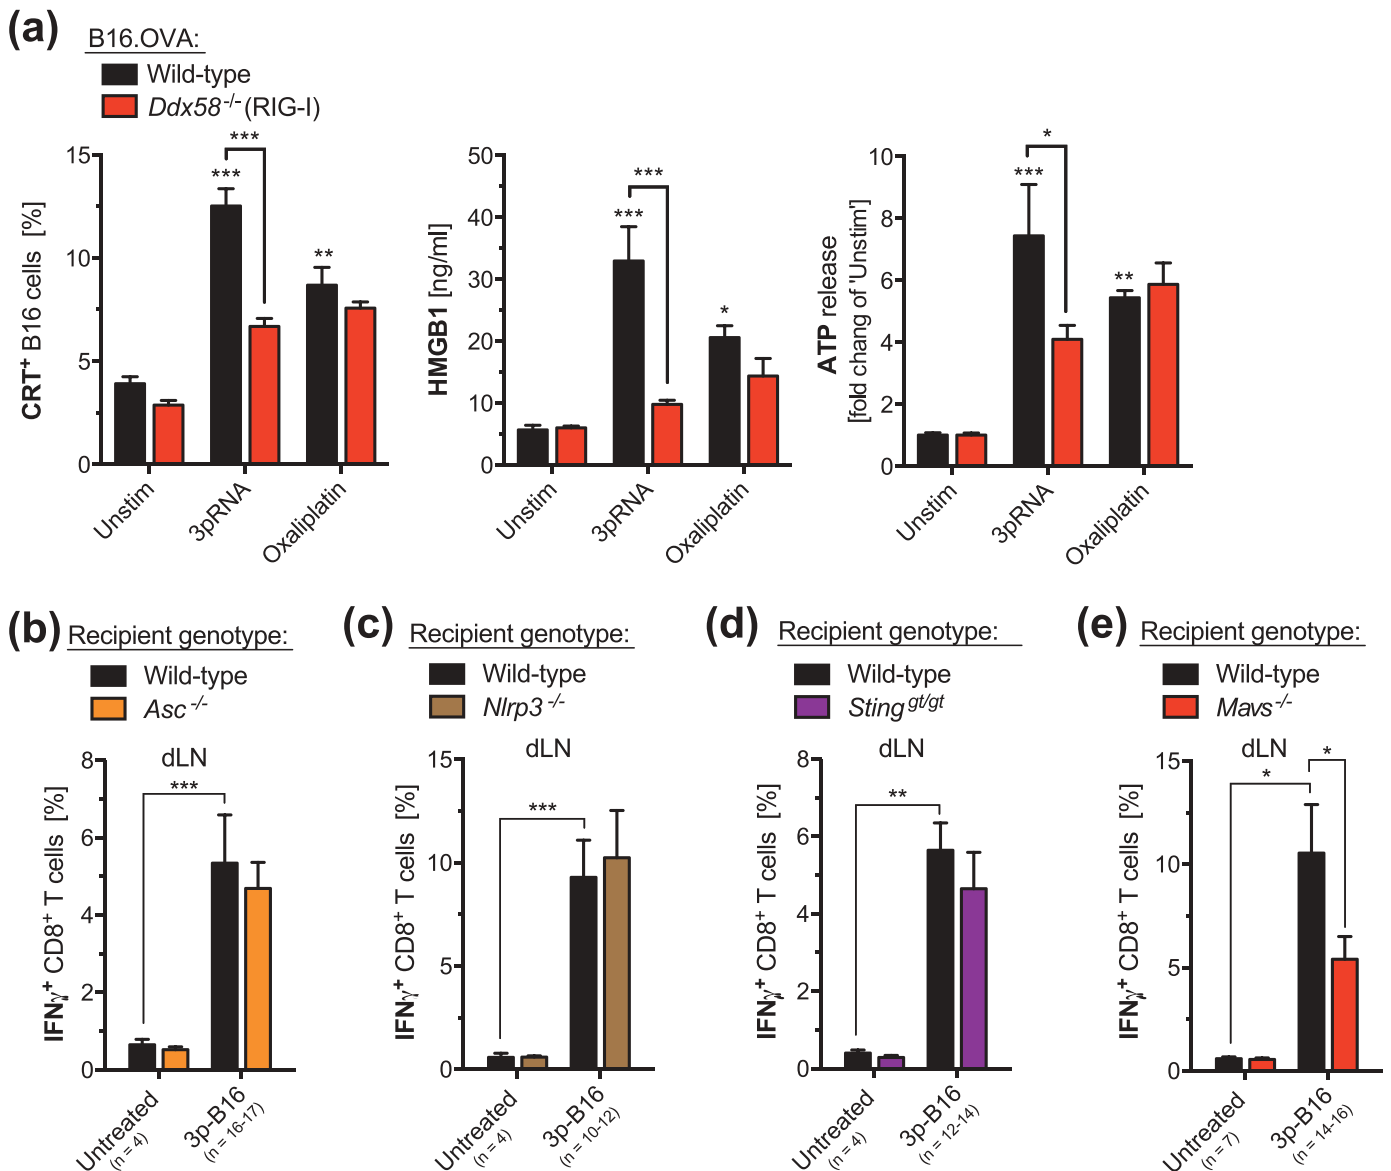 (a)
B16.OVA:
Wild-type
Ddx58-/- (RIG-I)
CRT+ B16 cells [%]
15
10
5
0
***
***
**
Unstim
3pRNA
Oxaliplatin
HMGB1 [ng/ml]
50
40
30
20
10
0
***
***
*
Unstim
3pRNA
Oxaliplatin
ATP release
[fold chang of 'Unstim']
10
8
6
4
2
0
*
***
**
Unstim
3pRNA
Oxaliplatin
(b)
Recipient genotype:
Wild-type
Asc-/-
dLN
IFNγ+ CD8+ T cells [%]
8
6
4
2
0
***
Untreated
(n = 4)
3p-B16
(n = 16-17)
(c)
Recipient genotype:
Wild-type
Nlrp3-/-
dLN
IFNγ+ CD8+ T cells [%]
15
10
5
0
***
Untreated
(n = 4)
3p-B16
(n = 10-12)
(d)
Recipient genotype:
Wild-type
Sting gt/gt
dLN
IFNγ+ CD8+ T cells [%]
8
6
4
2
0
**
Untreated
(n = 4)
3p-B16
(n = 12-14)
(e)
Recipient genotype:
Wild-type
Mavs-/-
dLN
IFNγ+ CD8+ T cells [%]
15
10
5
0
*
*
Untreated
(n = 7)
3p-B16
(n = 14-16)